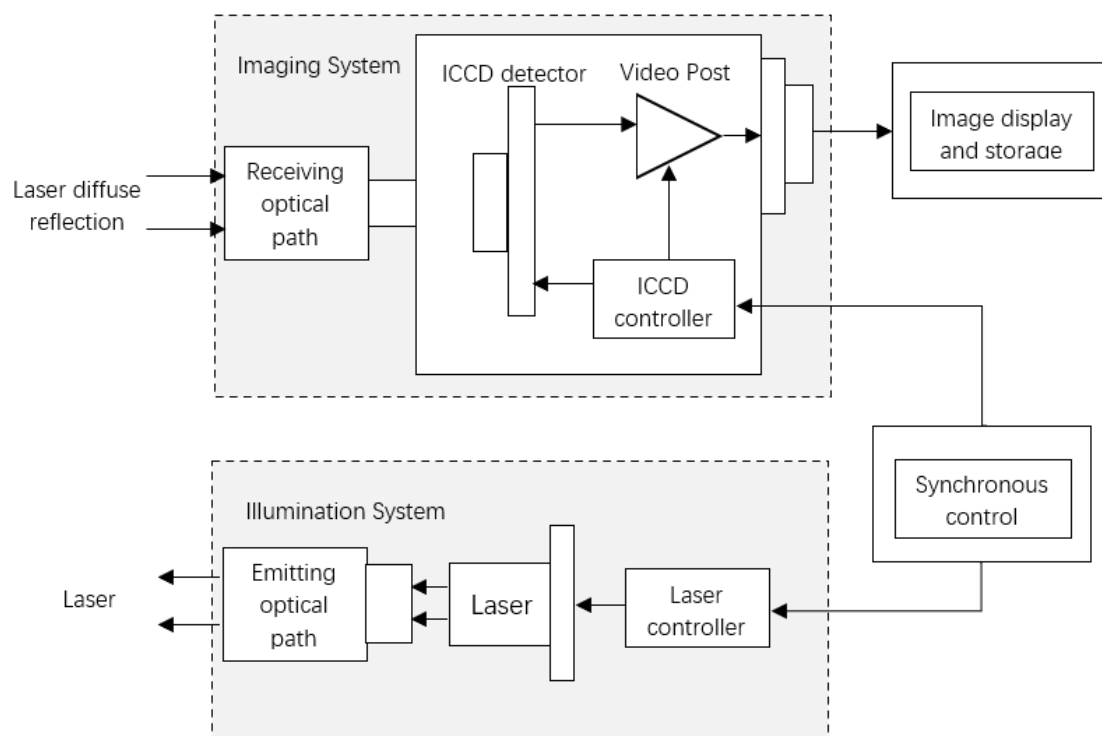 Imaging System
ICCD detector
Video Post
Image display
and storage
Laser diffuse
reflection
Receiving
optical
path
ICCD
controller
Synchronous
control
Illumination System
Emitting
optical
path
Laser
Laser
Laser
controller